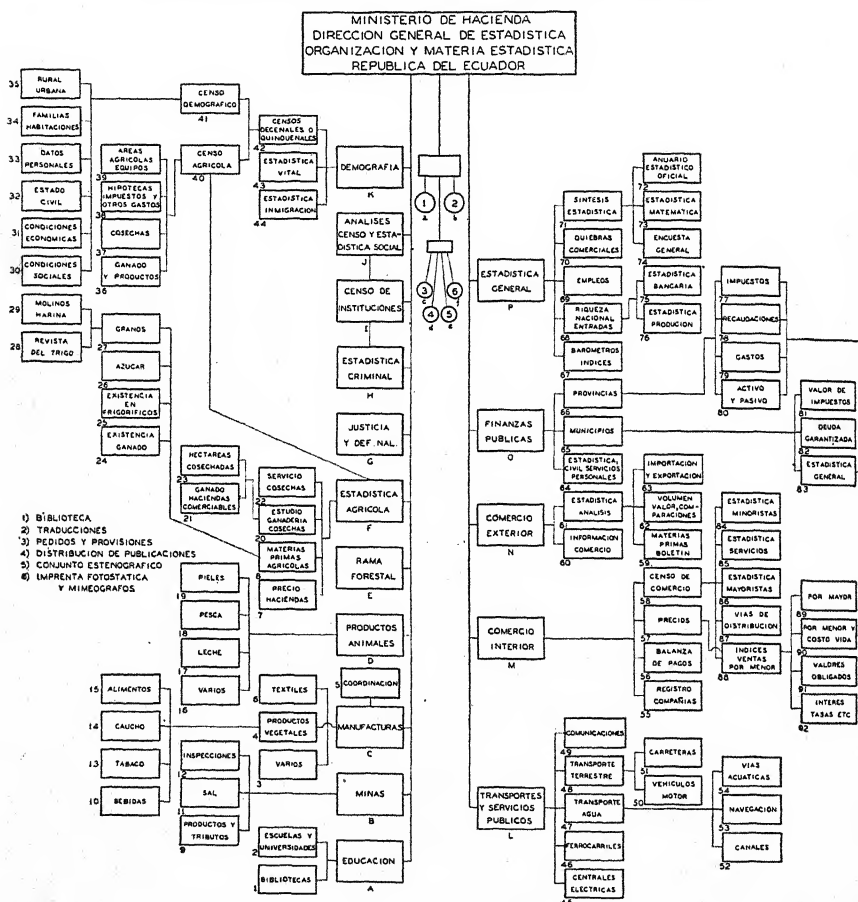 MINISTERIO DE HACIENDA
DIRECCION GENERAL DE ESTADISTICA
ORGANIZACION Y MATERIA ESTADISTICA
REPUBLICA DEL ECUADOR
35
RURAL
URBANA
34
FAMILIAS
HABITACIONES
33
DATOS
PERSONALES
32
ESTADO
CIVIL
31
CONDICIONES
ECONOMICAS
30
CONDICIONES
SOCIALES
29
MOLINOS
HARINA
28
REVISTA
DEL TRIGO
CENSO
DEMOGRAFICO
41
CENSO
AGRICOLA
40
AREAS
AGRICOLAS
EQUIPOS
39
HIPOTECAS
IMPUESTOS Y
OTROS GASTOS
38
COSECHAS
37
GANADO
Y PRODUCTOS
36
GRANOS
27
AZUCAR
26
EXISTENCIA
EN
FRIGORIFICOS
25
EXISTENCIA
GANADO
24
CENSOS
DECENALES O
QUINQUENALES
42
ESTADISTICA
VITAL
43
ESTADISTICA
INMIGRACION
44
DEMOGRAFIA
K
ANALISES
CENSO Y ESTA-
DISTICA SOCIAL
J
CENSO DE
INSTITUCIONES
I
ESTADISTICA
CRIMINAL
H
JUSTICIA
Y DEF. NAL.
G
HECTAREAS
COSECHADAS
23
GANADO
HACIENDAS
COMERCIABLES
21
SERVICIO
COSECHAS
22
ESTUDIO
GANADERIA
COSECHAS
20
MATERIAS
PRIMAS
AGRICOLAS
8
PRECIO
HACIENDAS
7
ESTADISTICA
AGRICOLA
F
RAMA
FORESTAL
E
PRODUCTOS
ANIMALES
D
1) BIBLIOTECA
2) TRADUCCIONES
3) PEDIDOS Y PROVISIONES
4) DISTRIBUCION DE PUBLICACIONES
5) CONJUNTO ESTENOGRAFICO
6) IMPRENTA FOTOSTATICA
Y MIMEOGRAFOS
PIELES
19
PESCA
18
LECHE
17
VARIOS
16
5
COORDINACION
15
ALIMENTOS
14
CAUCHO
13
TABACO
10
BEBIDAS
TEXTILES
6
PRODUCTOS
VEGETALES
4
VARIOS
3
MANUFACTURAS
C
INSPECCIONES
12
SAL
11
PRODUCTOS Y
TRIBUTOS
9
MINAS
B
ESCUELAS Y
UNIVERSIDADES
2
BIBLIOTECAS
1
EDUCACION
A
1
a
2
b
3
c
4
d
5
e
6
f
ESTADISTICA
GENERAL
P
SINTESIS
ESTADISTICA
71
QUIEBRAS
COMERCIALES
70
EMPLEOS
69
RIQUEZA
NACIONAL
ENTRADAS
68
BAROMETROS
INDICES
67
ANUARIO
ESTADISTICO
OFICIAL
72
ESTADISTICA
MATEMATICA
73
ENCUESTA
GENERAL
74
ESTADISTICA
BANCARIA
75
ESTADISTICA
PRODUCION
76
IMPUESTOS
77
RECAUDACIONES
78
GASTOS
79
ACTIVO
Y PASIVO
80
FINANZAS
PUBLICAS
O
PROVINCIAS
66
MUNICIPIOS
65
ESTADISTICA,
CIVIL SERVICIOS
PERSONALES
64
VALOR DE
IMPUESTOS
81
DEUDA
GARANTIZADA
82
ESTADISTICA
GENERAL
83
COMERCIO
EXTERIOR
N
ESTADISTICA
ANALISIS
61
INFORMACION
COMERCIO
60
IMPORTACION
Y EXPORTACION
63
VOLUMEN
VALOR, COM-
PARACIONES
62
MATERIAS
PRIMAS
BOLETIN
59
COMERCIO
INTERIOR
M
CENSO DE
COMERCIO
58
PRECIOS
57
BALANZA
DE PAGOS
56
REGISTRO
COMPAÑIAS
55
84
ESTADISTICA
MINORISTAS
ESTADISTICA
SERVICIOS
85
ESTADISTICA
MAYORISTAS
86
VIAS DE
DISTRIBUCION
87
INDICES
VENTAS
POR MENOR
88
POR MAYOR
89
POR MENOR Y
COSTO VIDA
90
VALORES
OBLIGADOS
91
INTERES
TASAS ETC
92
TRANSPORTES
Y SERVICIOS
PUBLICOS
L
COMUNICACIONES
49
TRANSPORTE
TERRESTRE
48
TRANSPORTE
AGUA
47
FERROCARRILES
46
CENTRALES
ELECTRICAS
45
CARRETERAS
51
VEHICULOS
MOTOR
50
VIAS
ACUATICAS
54
NAVEGACION
53
CANALES
52